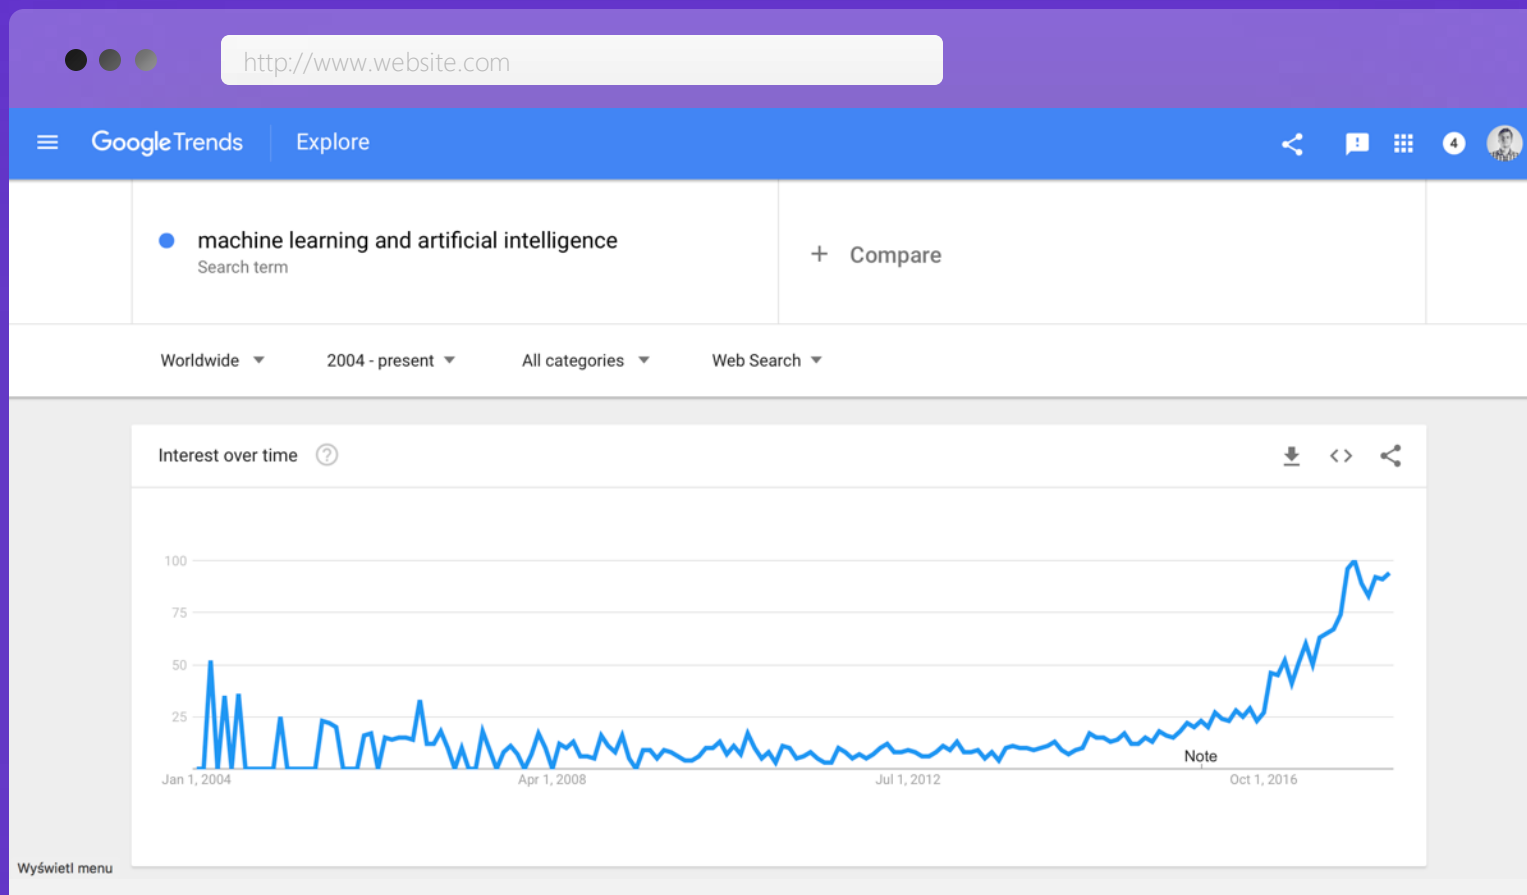 http://www.website.com
Google Trends Explore 4
machine learning and artificial intelligence
Search term
+ Compare
Worldwide 2004 - present All categories Web Search
Interest over time ?
100
75
50
25
Note
Jan 1, 2004 Apr 1, 2008 Jul 1, 2012 Oct 1, 2016
Wyświetl menu